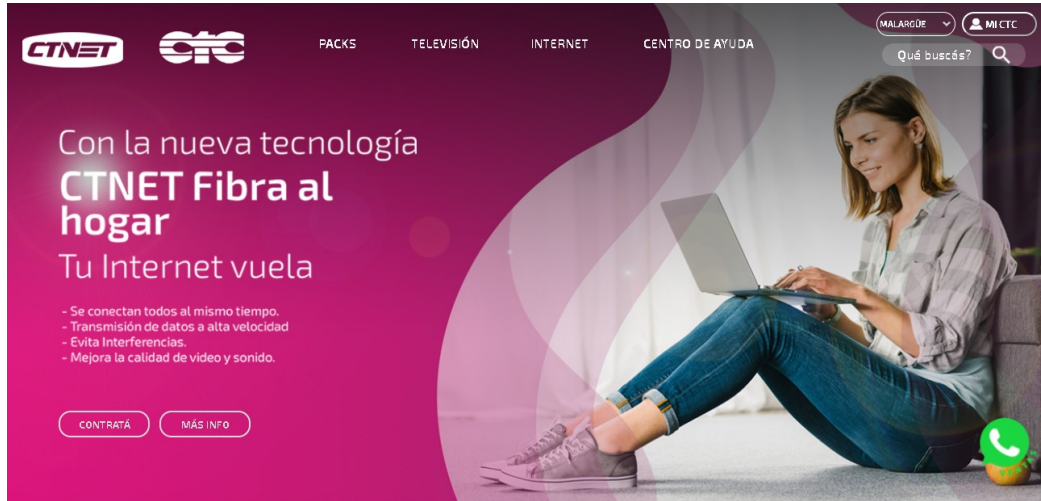 CTNET
CTC
PACKS
TELEVISIÓN
INTERNET
CENTRO DE AYUDA
MALARGÜE
MI CTC
Qué buscás?
Con la nueva tecnología
CTNET Fibra al
hogar
Tu Internet vuela
- Se conectan todos al mismo tiempo.
- Transmisión de datos a alta velocidad
- Evita Interferencias.
- Mejora la calidad de video y sonido.
CONTRATÁ
MÁS INFO